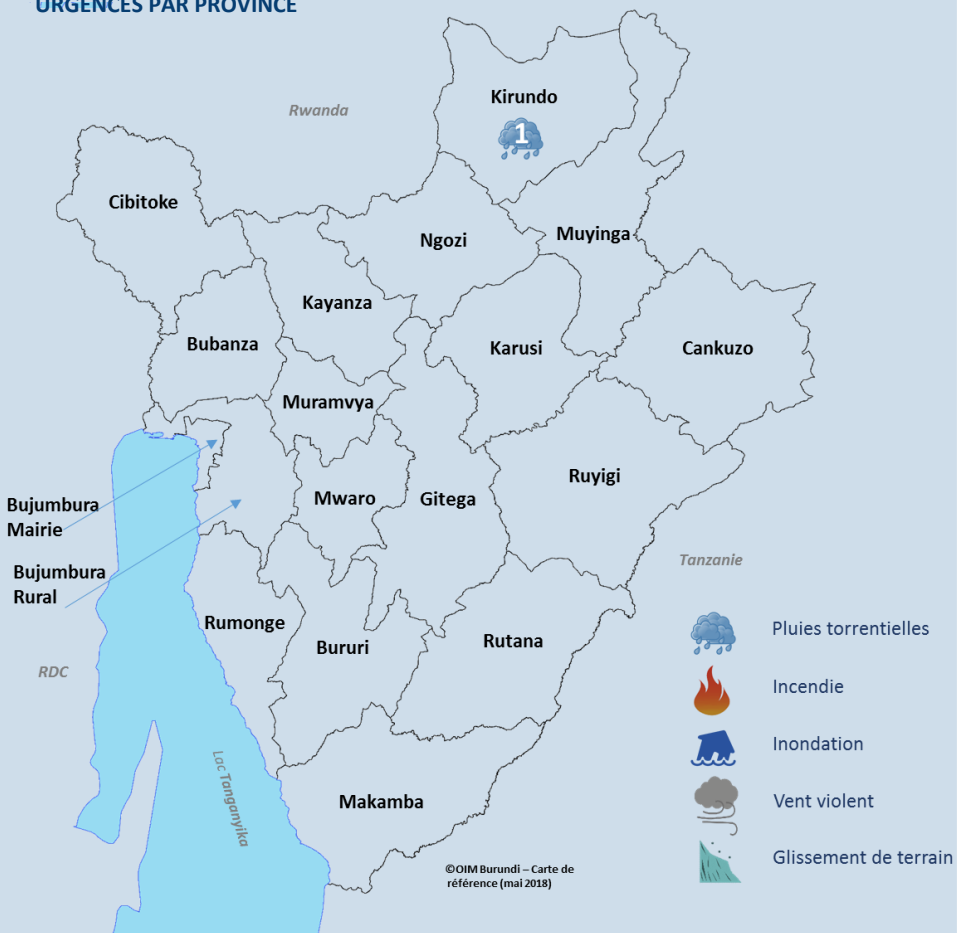 URGENCES PAR PROVINCE
Rwanda
Kirundo
1
Cibitoke
Ngozi
Muyinga
Kayanza
Bubanza
Karusi
Cankuzo
Muramvya
Ruyigi
Mwaro
Gitega
Bujumbura
Mairie
Tanzanie
Bujumbura
Rural
Rumonge
Bururi
Rutana
RDC
Lac Tanganyika
Makamba
Pluies torrentielles
Incendie
Inondation
Vent violent
Glissement de terrain
©OIM Burundi – Carte de
référence (mai 2018)